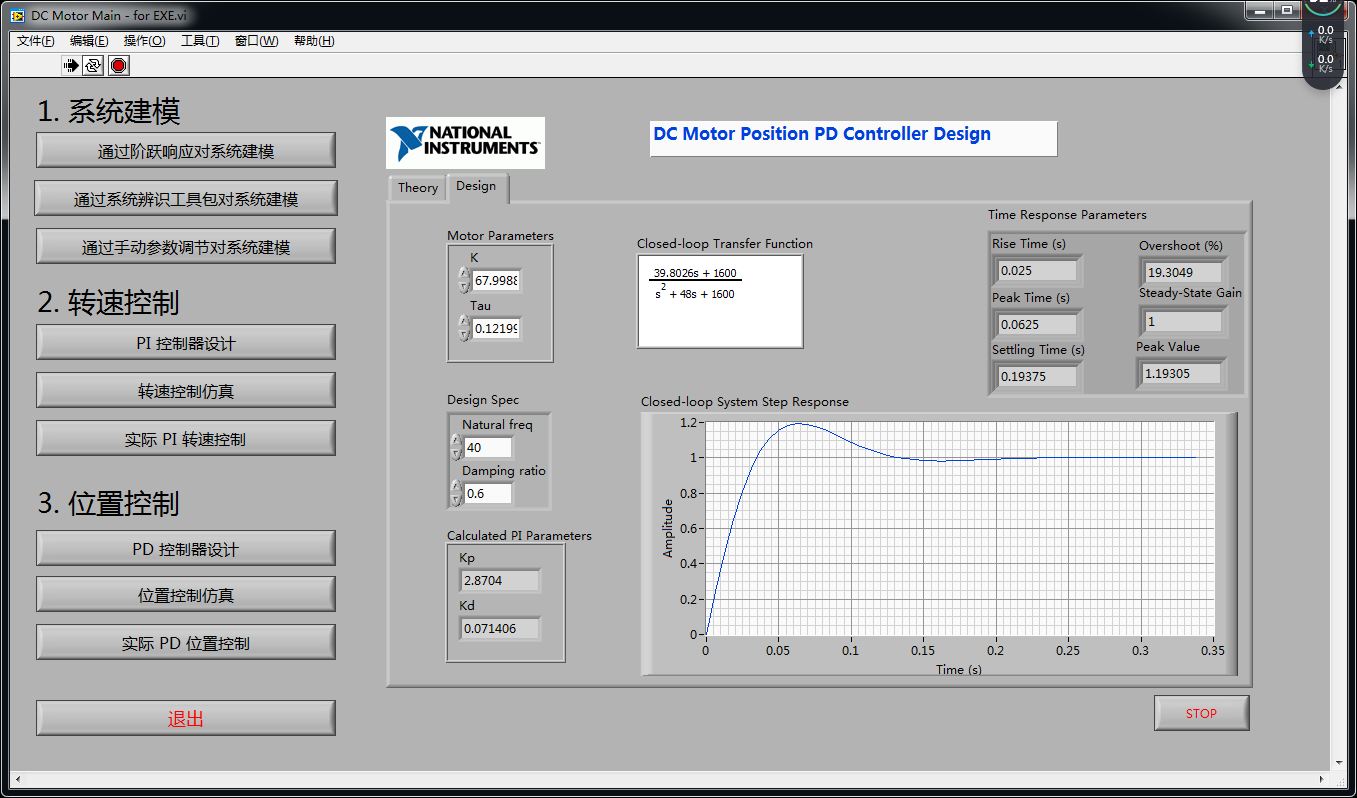 DC Motor Main - for EXE.vi
文件(F) 编辑(E) 操作(O) 工具(T) 窗口(W) 帮助(H)
0.0
K/s
0.0
K/s
1. 系统建模
通过阶跃响应对系统建模
通过系统辨识工具包对系统建模
通过手动参数调节对系统建模
2. 转速控制
PI 控制器设计
转速控制仿真
实际 PI 转速控制
3. 位置控制
PD 控制器设计
位置控制仿真
实际 PD 位置控制
退出
NATIONAL
INSTRUMENTS™
DC Motor Position PD Controller Design
Theory Design
Motor Parameters
K
67.9988
Tau
0.12199
Design Spec
Natural freq
40
Damping ratio
0.6
Calculated PI Parameters
Kp
2.8704
Kd
0.071406
Closed-loop Transfer Function
39.8026s + 1600
s² + 48s + 1600
Time Response Parameters
Rise Time (s) Overshoot (%)
0.025 19.3049
Peak Time (s) Steady-State Gain
0.0625 1
Settling Time (s) Peak Value
0.19375 1.19305
Closed-loop System Step Response
Amplitude
1.2
1
0.8
0.6
0.4
0.2
0
0 0.05 0.1 0.15 0.2 0.25 0.3 0.35
Time (s)
STOP